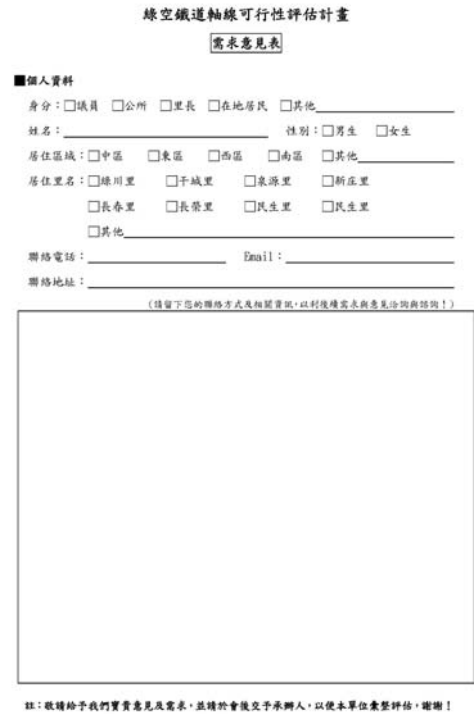 綠空鐵道軸線可行性評估計畫
需求意見表
■個人資料
身分：□議員 □公所 □里長 □在地居民 □其他
姓名： 性別：□男生 □女生
居住區域：□中區 □東區 □西區 □南區 □其他
居住里名：□綠川里 □干城里 □泉源里 □新庄里
□長春里 □長榮里 □民生里 □民生里
□其他
聯絡電話： Email：
聯絡地址：
(請留下您的聯絡方式及相關資訊，以利後續需求與意見洽詢與諮詢！)
註：敬請給予我們寶貴意見及需求，並請於會後交予承辦人，以便本單位彙整評估，謝謝！